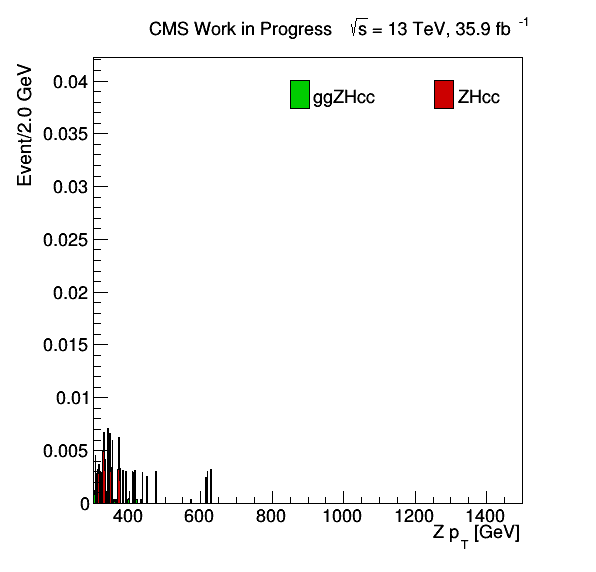 CMS Work in Progress √s = 13 TeV, 35.9 fb -1
Event/2.0 GeV
ggZHcc ZHcc
0.04
0.035
0.03
0.025
0.02
0.015
0.01
0.005
0
400 600 800 1000 1200 1400
Z pT [GeV]